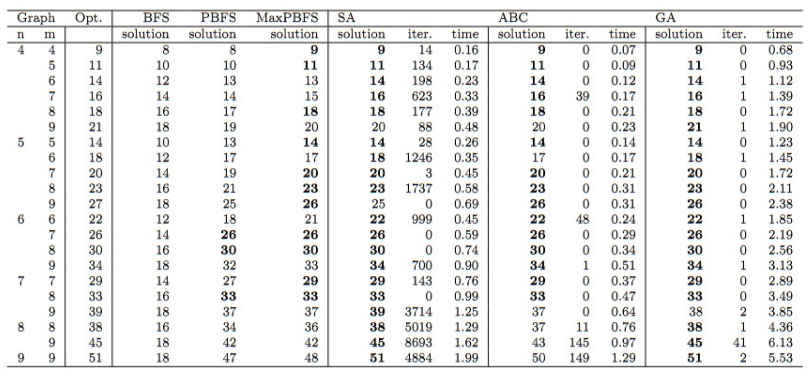 Graph Opt. BFS PBFS MaxPBFS SA ABC GA
n m solution solution solution solution iter. time solution iter. time solution iter. time
4 4 9 8 8 9 9 14 0.16 9 0 0.07 9 0 0.68
5 11 10 10 11 11 134 0.17 11 0 0.09 11 0 0.93
6 14 12 13 13 14 198 0.23 14 0 0.12 14 1 1.12
7 16 14 14 15 16 623 0.33 16 39 0.17 16 1 1.39
8 18 16 17 18 18 177 0.39 18 0 0.21 18 0 1.72
9 21 18 19 20 20 88 0.48 20 0 0.23 21 1 1.90
5 5 14 10 13 14 14 28 0.26 14 0 0.14 14 0 1.23
6 18 12 17 17 18 1246 0.35 17 0 0.17 18 1 1.45
7 20 14 19 20 20 3 0.45 20 0 0.21 20 0 1.72
8 23 16 21 23 23 1737 0.58 23 0 0.31 23 0 2.11
9 27 18 25 26 25 0 0.69 26 0 0.31 26 0 2.38
6 6 22 12 18 21 22 999 0.45 22 48 0.24 22 1 1.85
7 26 14 26 26 26 0 0.59 26 0 0.29 26 0 2.19
8 30 16 30 30 30 0 0.74 30 0 0.34 30 0 2.56
9 34 18 32 33 34 700 0.90 34 1 0.51 34 1 3.13
7 7 29 14 27 29 29 143 0.76 29 0 0.37 29 0 2.89
8 33 16 33 33 33 0 0.99 33 0 0.47 33 0 3.49
9 39 18 37 37 39 3714 1.25 37 0 0.64 38 2 3.85
8 8 38 16 34 36 38 5019 1.29 37 11 0.76 38 1 4.36
9 45 18 42 42 45 8693 1.62 43 145 0.97 45 41 6.13
9 9 51 18 47 48 51 4884 1.99 50 149 1.29 51 2 5.53